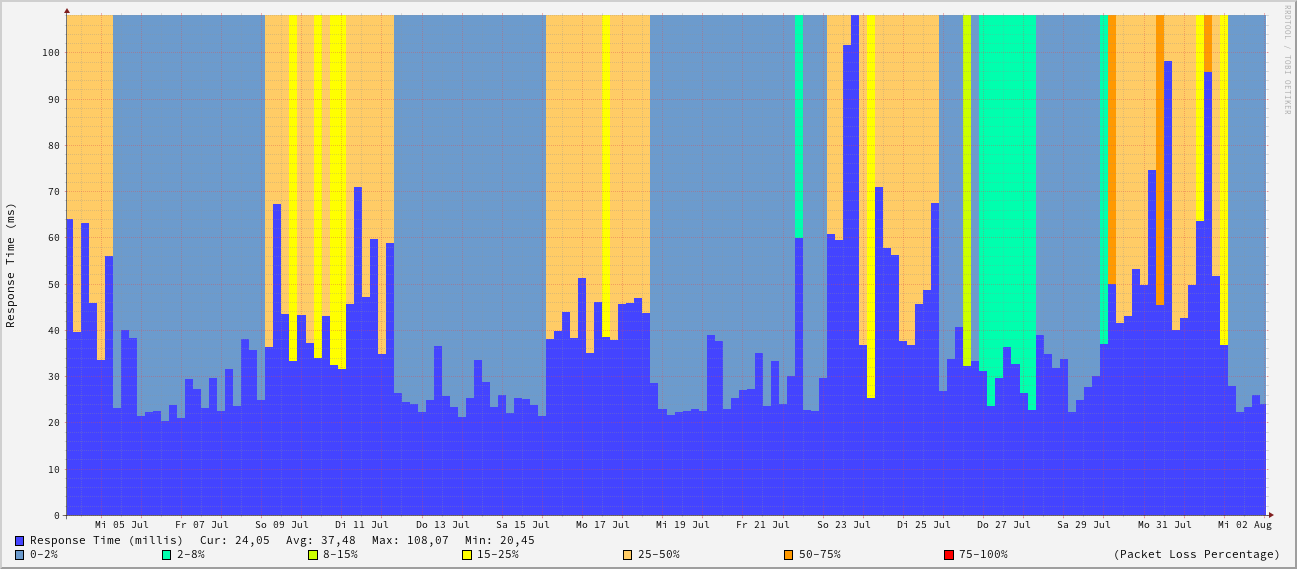 RRDTOOL / TOBI OETIKER
Response Time (ms)
100
90
80
70
60
50
40
30
20
10
0
Mi 05 Jul Fr 07 Jul So 09 Jul Di 11 Jul Do 13 Jul Sa 15 Jul Mo 17 Jul Mi 19 Jul Fr 21 Jul So 23 Jul Di 25 Jul Do 27 Jul Sa 29 Jul Mo 31 Jul Mi 02 Aug
Response Time (millis) Cur: 24,05 Avg: 37,48 Max: 108,07 Min: 20,45
0-2% 2-8% 8-15% 15-25% 25-50% 50-75% 75-100% (Packet Loss Percentage)